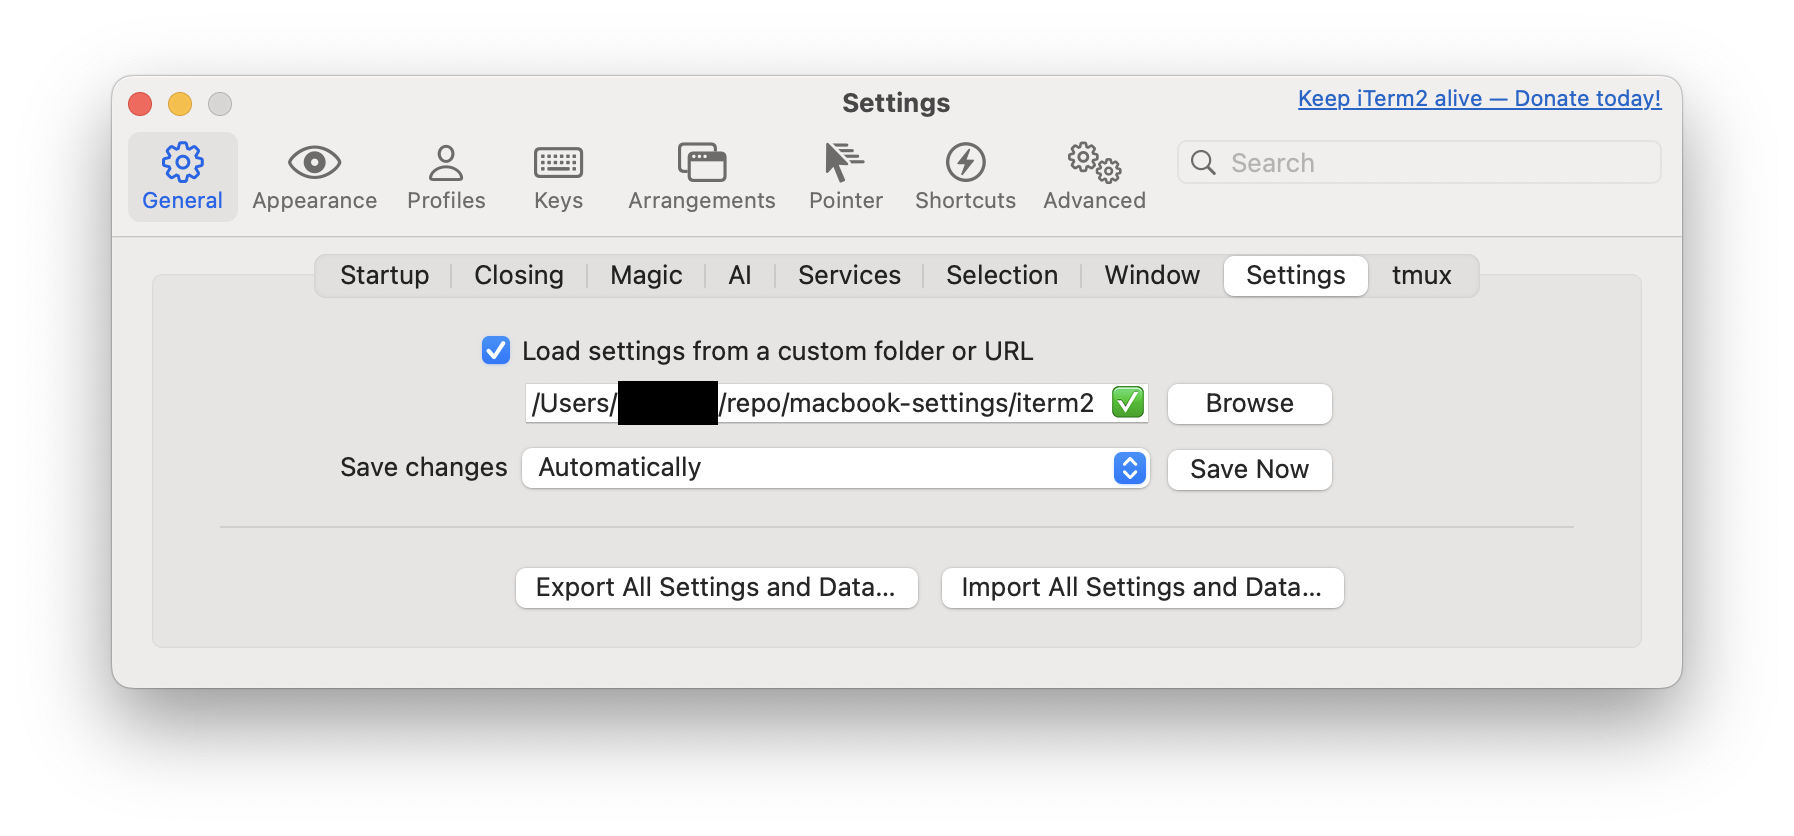 Settings
Keep iTerm2 alive — Donate today!
General Appearance Profiles Keys Arrangements Pointer Shortcuts Advanced Search
Startup Closing Magic AI Services Selection Window Settings tmux
Load settings from a custom folder or URL
/Users/ /repo/macbook-settings/iterm2 Browse
Save changes Automatically Save Now
Export All Settings and Data... Import All Settings and Data...